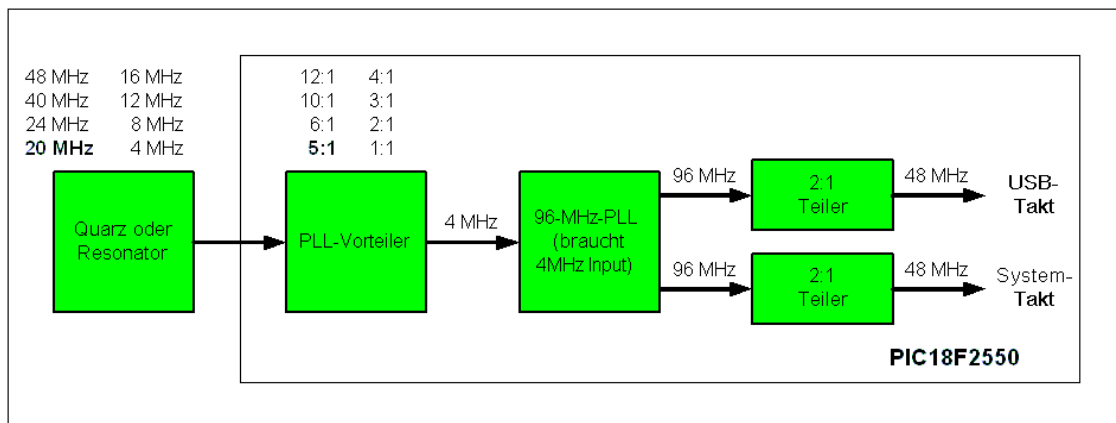 48 MHz 16 MHz
40 MHz 12 MHz
24 MHz 8 MHz
20 MHz 4 MHz
12:1 4:1
10:1 3:1
6:1 2:1
5:1 1:1
Quarz oder
Resonator
PLL-Vorteiler
4 MHz
96-MHz-PLL
(braucht
4MHz Input)
96 MHz
2:1
Teiler
48 MHz
USB-
Takt
96 MHz
2:1
Teiler
48 MHz
System-
Takt
PIC18F2550